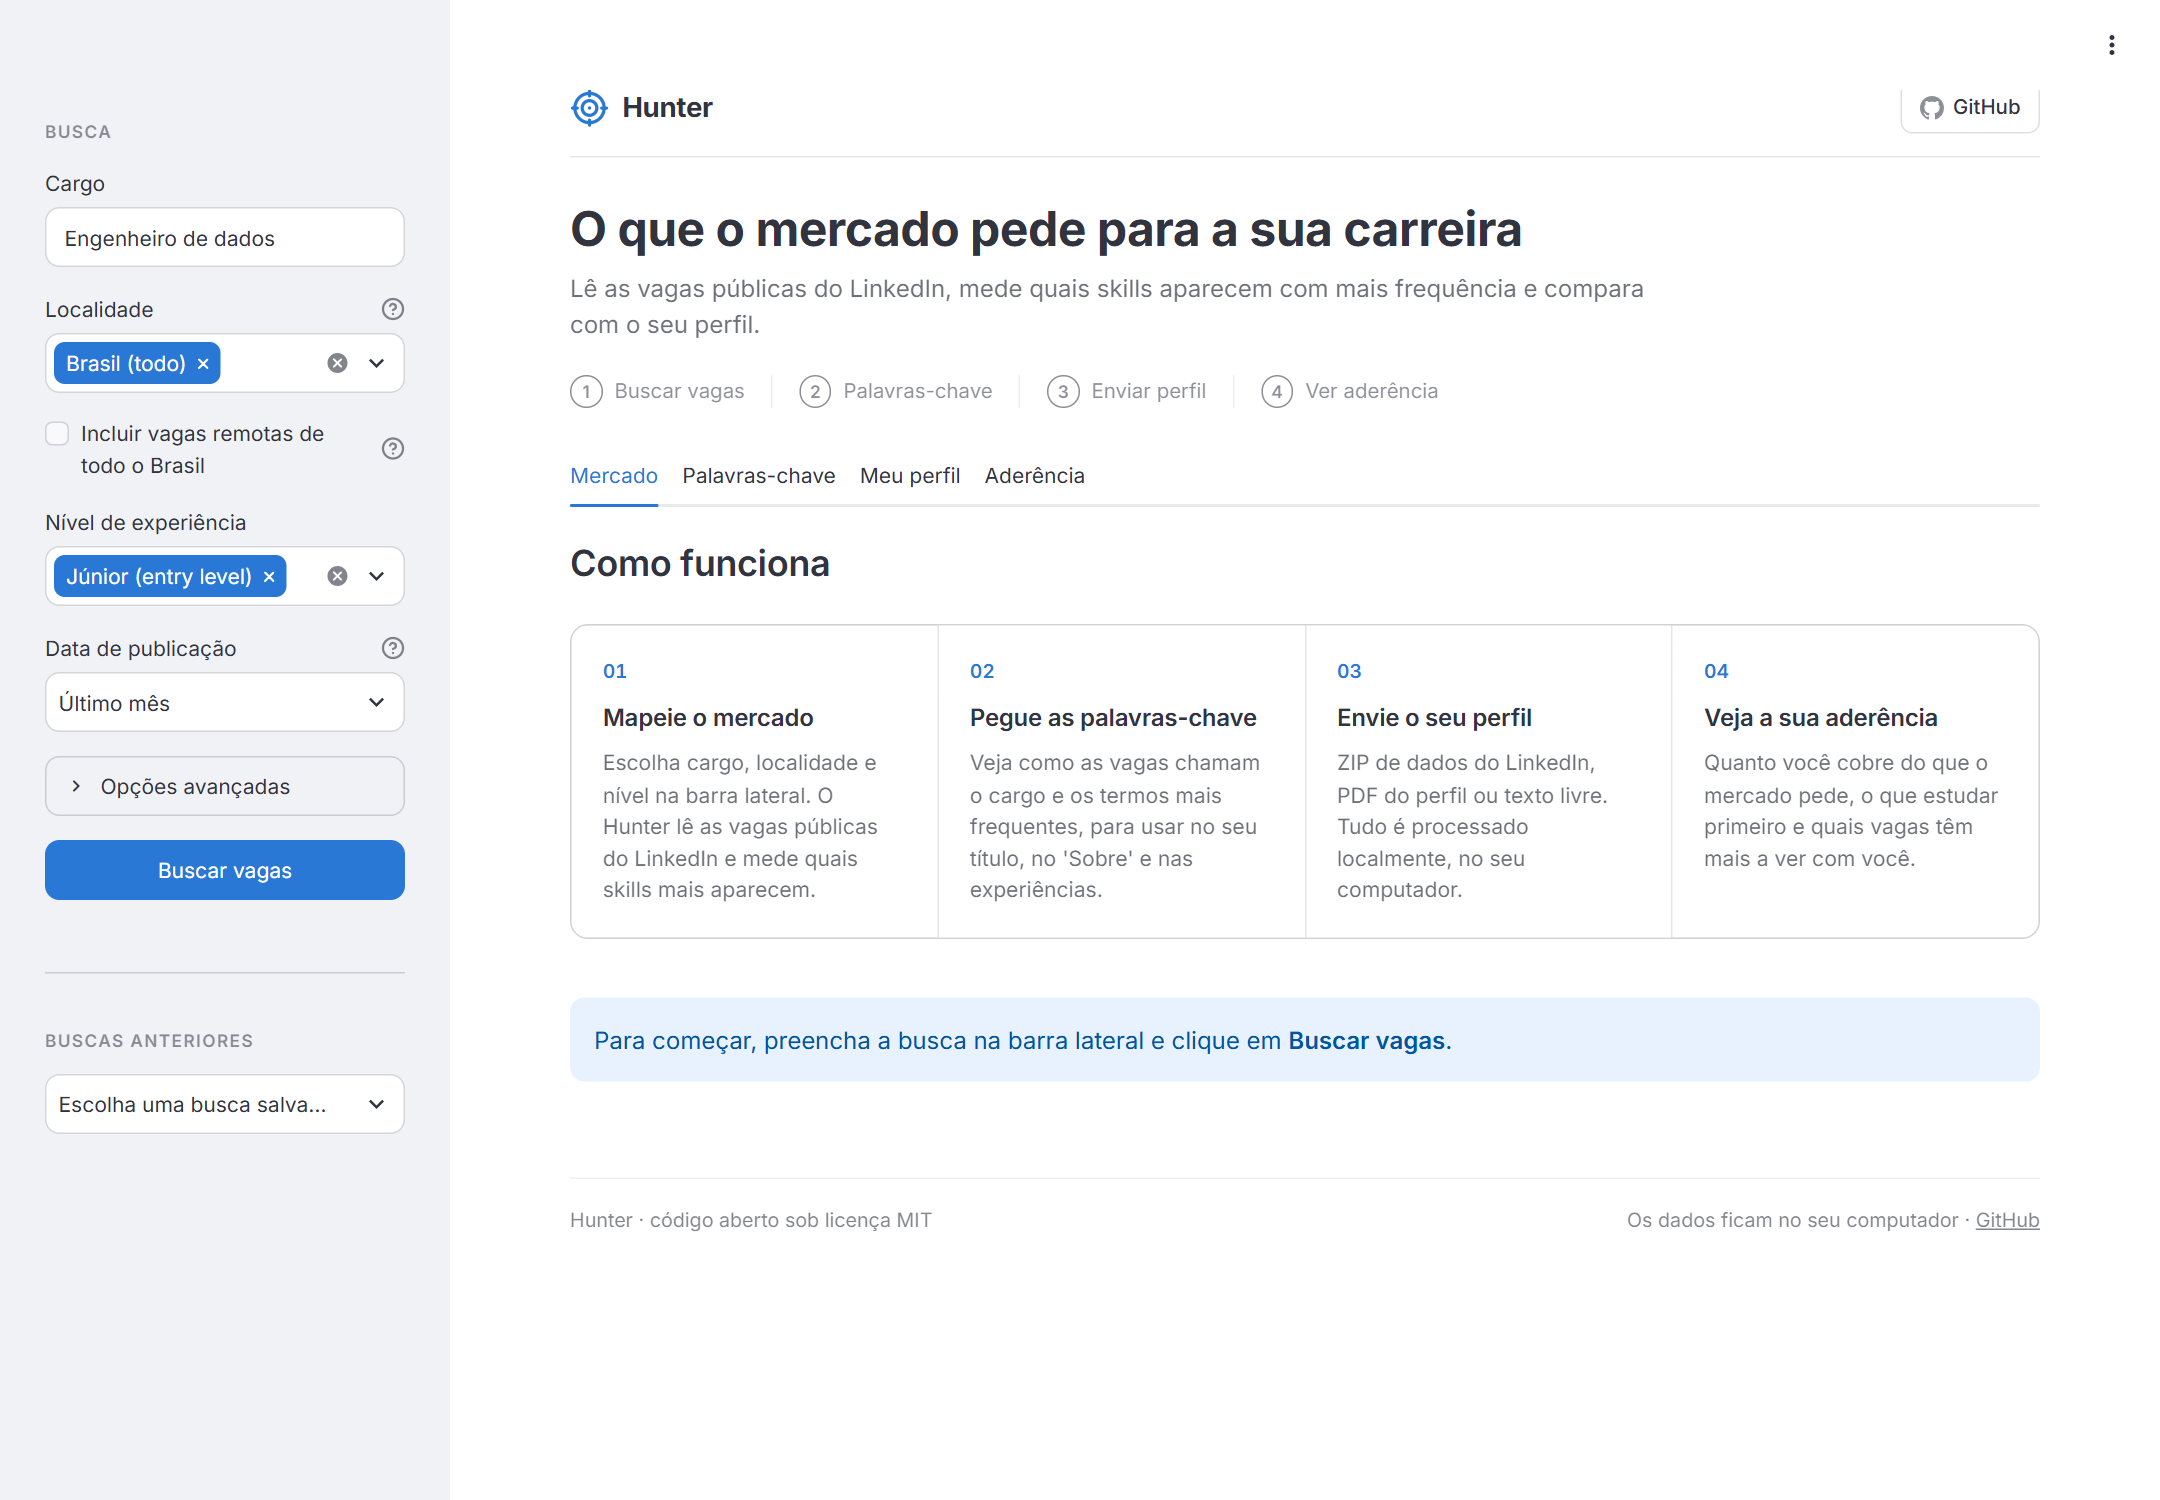 BUSCA
Cargo
Engenheiro de dados
Localidade
Brasil (todo)
Incluir vagas remotas de
todo o Brasil
Nível de experiência
Júnior (entry level)
Data de publicação
Último mês
Opções avançadas
Buscar vagas
BUSCAS ANTERIORES
Escolha uma busca salva...
Hunter
GitHub
O que o mercado pede para a sua carreira
Lê as vagas públicas do LinkedIn, mede quais skills aparecem com mais frequência e compara
com o seu perfil.
1 Buscar vagas
2 Palavras-chave
3 Enviar perfil
4 Ver aderência
Mercado
Palavras-chave
Meu perfil
Aderência
Como funciona
01
Mapeie o mercado
Escolha cargo, localidade e
nível na barra lateral. O
Hunter lê as vagas públicas
do LinkedIn e mede quais
skills mais aparecem.
02
Pegue as palavras-chave
Veja como as vagas chamam
o cargo e os termos mais
frequentes, para usar no seu
título, no 'Sobre' e nas
experiências.
03
Envie o seu perfil
ZIP de dados do LinkedIn,
PDF do perfil ou texto livre.
Tudo é processado
localmente, no seu
computador.
04
Veja a sua aderência
Quanto você cobre do que o
mercado pede, o que estudar
primeiro e quais vagas têm
mais a ver com você.
Para começar, preencha a busca na barra lateral e clique em Buscar vagas.
Hunter · código aberto sob licença MIT
Os dados ficam no seu computador · GitHub